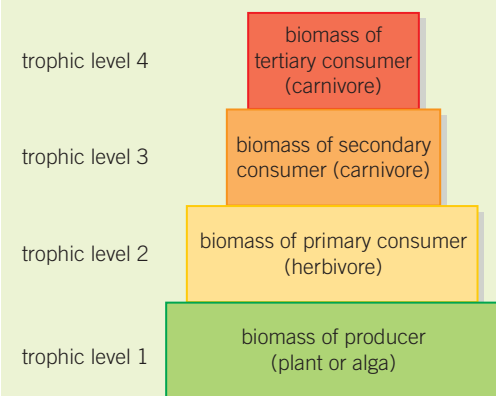 trophic level 4
biomass of
tertiary consumer
(carnivore)
trophic level 3
biomass of secondary
consumer (carnivore)
trophic level 2
biomass of primary consumer
(herbivore)
trophic level 1
biomass of producer
(plant or alga)